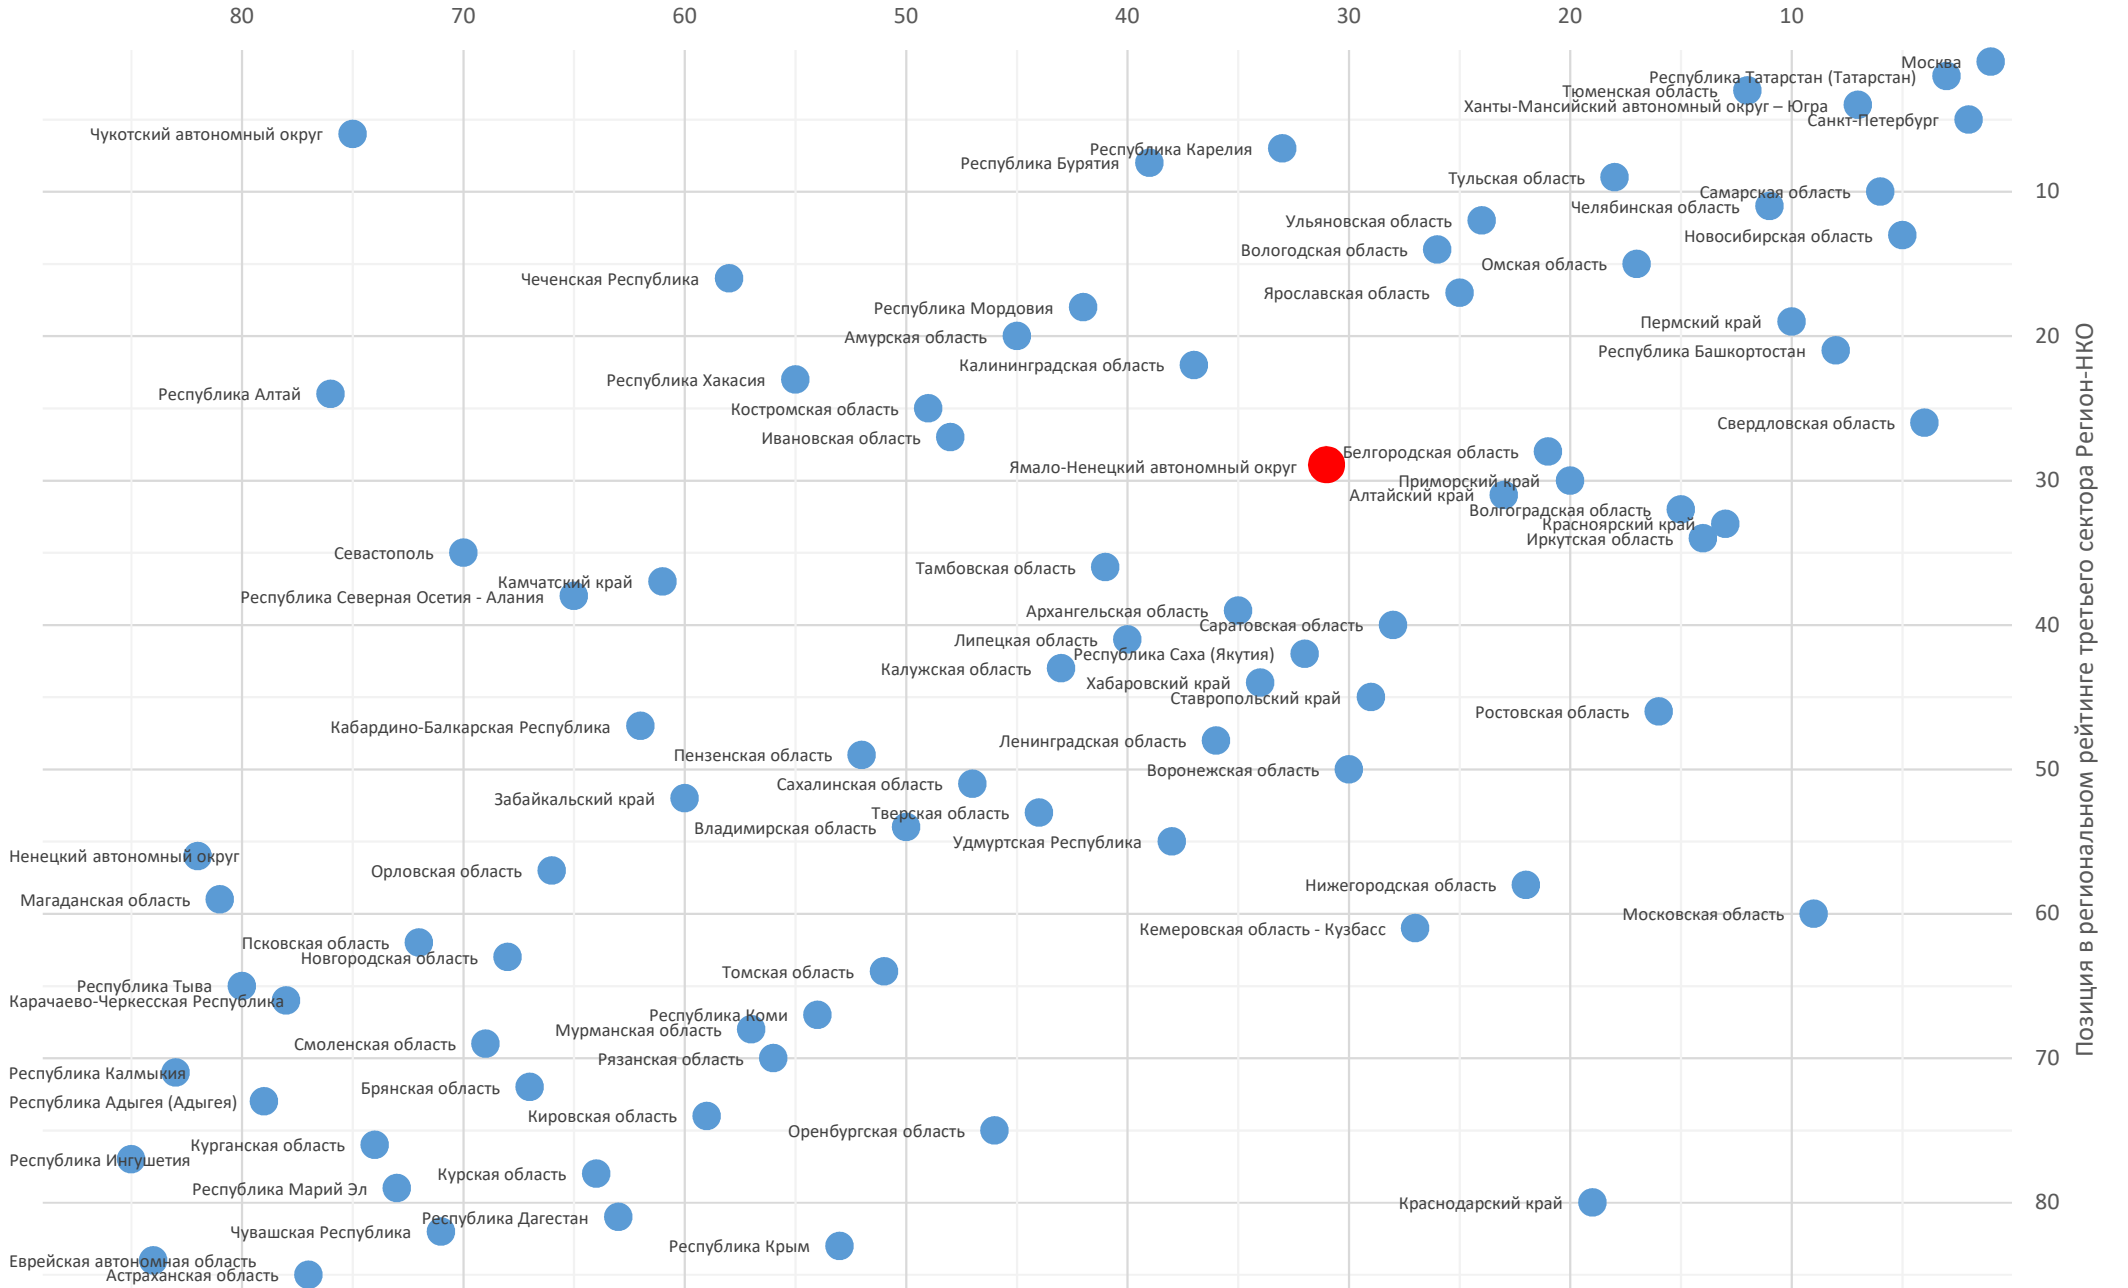 80 70 60 50 40 30 20 10
Москва
Республика Татарстан (Татарстан)
Тюменская область
Ханты-Мансийский автономный округ – Югра
Санкт-Петербург
Чукотский автономный округ
Республика Карелия
Республика Бурятия
Тульская область
Самарская область
10
Челябинская область
Ульяновская область
Новосибирская область
Вологодская область
Омская область
Чеченская Республика
Ярославская область
Республика Мордовия
Пермский край
Амурская область
20
Республика Башкортостан
Калининградская область
Республика Хакасия
Республика Алтай
Костромская область
Свердловская область
Ивановская область
Белгородская область
Ямало-Ненецкий автономный округ
Приморский край
30
Алтайский край
Волгоградская область
Красноярский край
Иркутская область
Севастополь
Тамбовская область
Камчатский край
Республика Северная Осетия - Алания
Архангельская область
Саратовская область
40
Липецкая область
Республика Саха (Якутия)
Калужская область
Хабаровский край
Ставропольский край
Ростовская область
Кабардино-Балкарская Республика
Ленинградская область
Пензенская область
Воронежская область
50
Сахалинская область
Забайкальский край
Тверская область
Владимирская область
Удмуртская Республика
Ненецкий автономный округ
Орловская область
Нижегородская область
Магаданская область
Московская область
60
Кемеровская область - Кузбасс
Псковская область
Новгородская область
Томская область
Республика Тыва
Карачаево-Черкесская Республика
Республика Коми
Мурманская область
Смоленская область
Рязанская область
70
Республика Калмыкия
Брянская область
Республика Адыгея (Адыгея)
Кировская область
Оренбургская область
Курганская область
Республика Ингушетия
Курская область
Республика Марий Эл
Краснодарский край
80
Республика Дагестан
Чувашская Республика
Республика Крым
Еврейская автономная область
Астраханская область
Позиция в региональном рейтинге третьего сектора Регион-НКО